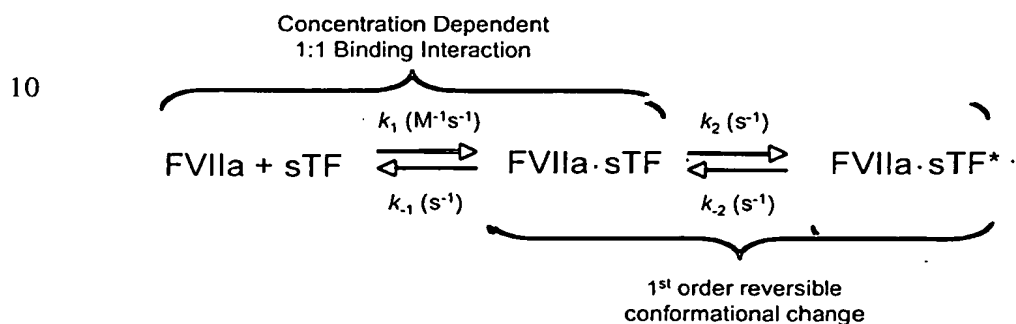 Concentration Dependent
1:1 Binding Interaction
10
k₁ (M⁻¹s⁻¹) k₂ (s⁻¹)
FVIIa + sTF FVIIa·sTF FVIIa·sTF*
k₋₁ (s⁻¹) k₋₂ (s⁻¹)
1ˢᵗ order reversible
conformational change